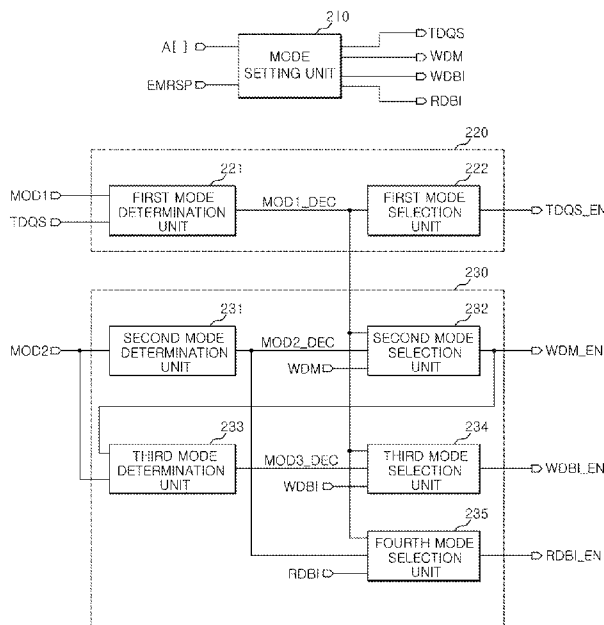 210
A[ ]
EMRSP
MODE
SETTING UNIT
TDQS
WDM
WDBI
RDBI
220
MOD1
TDQS
221
FIRST MODE
DETERMINATION
UNIT
MOD1_DEC
222
FIRST MODE
SELECTION
UNIT
TDQS_EN
230
MOD2
231
SECOND MODE
DETERMINATION
UNIT
MOD2_DEC
WDM
232
SECOND MODE
SELECTION
UNIT
WDM_EN
233
THIRD MODE
DETERMINATION
UNIT
MOD3_DEC
WDBI
234
THIRD MODE
SELECTION
UNIT
WDBI_EN
235
RDBI
FOURTH MODE
SELECTION
UNIT
RDBI_EN